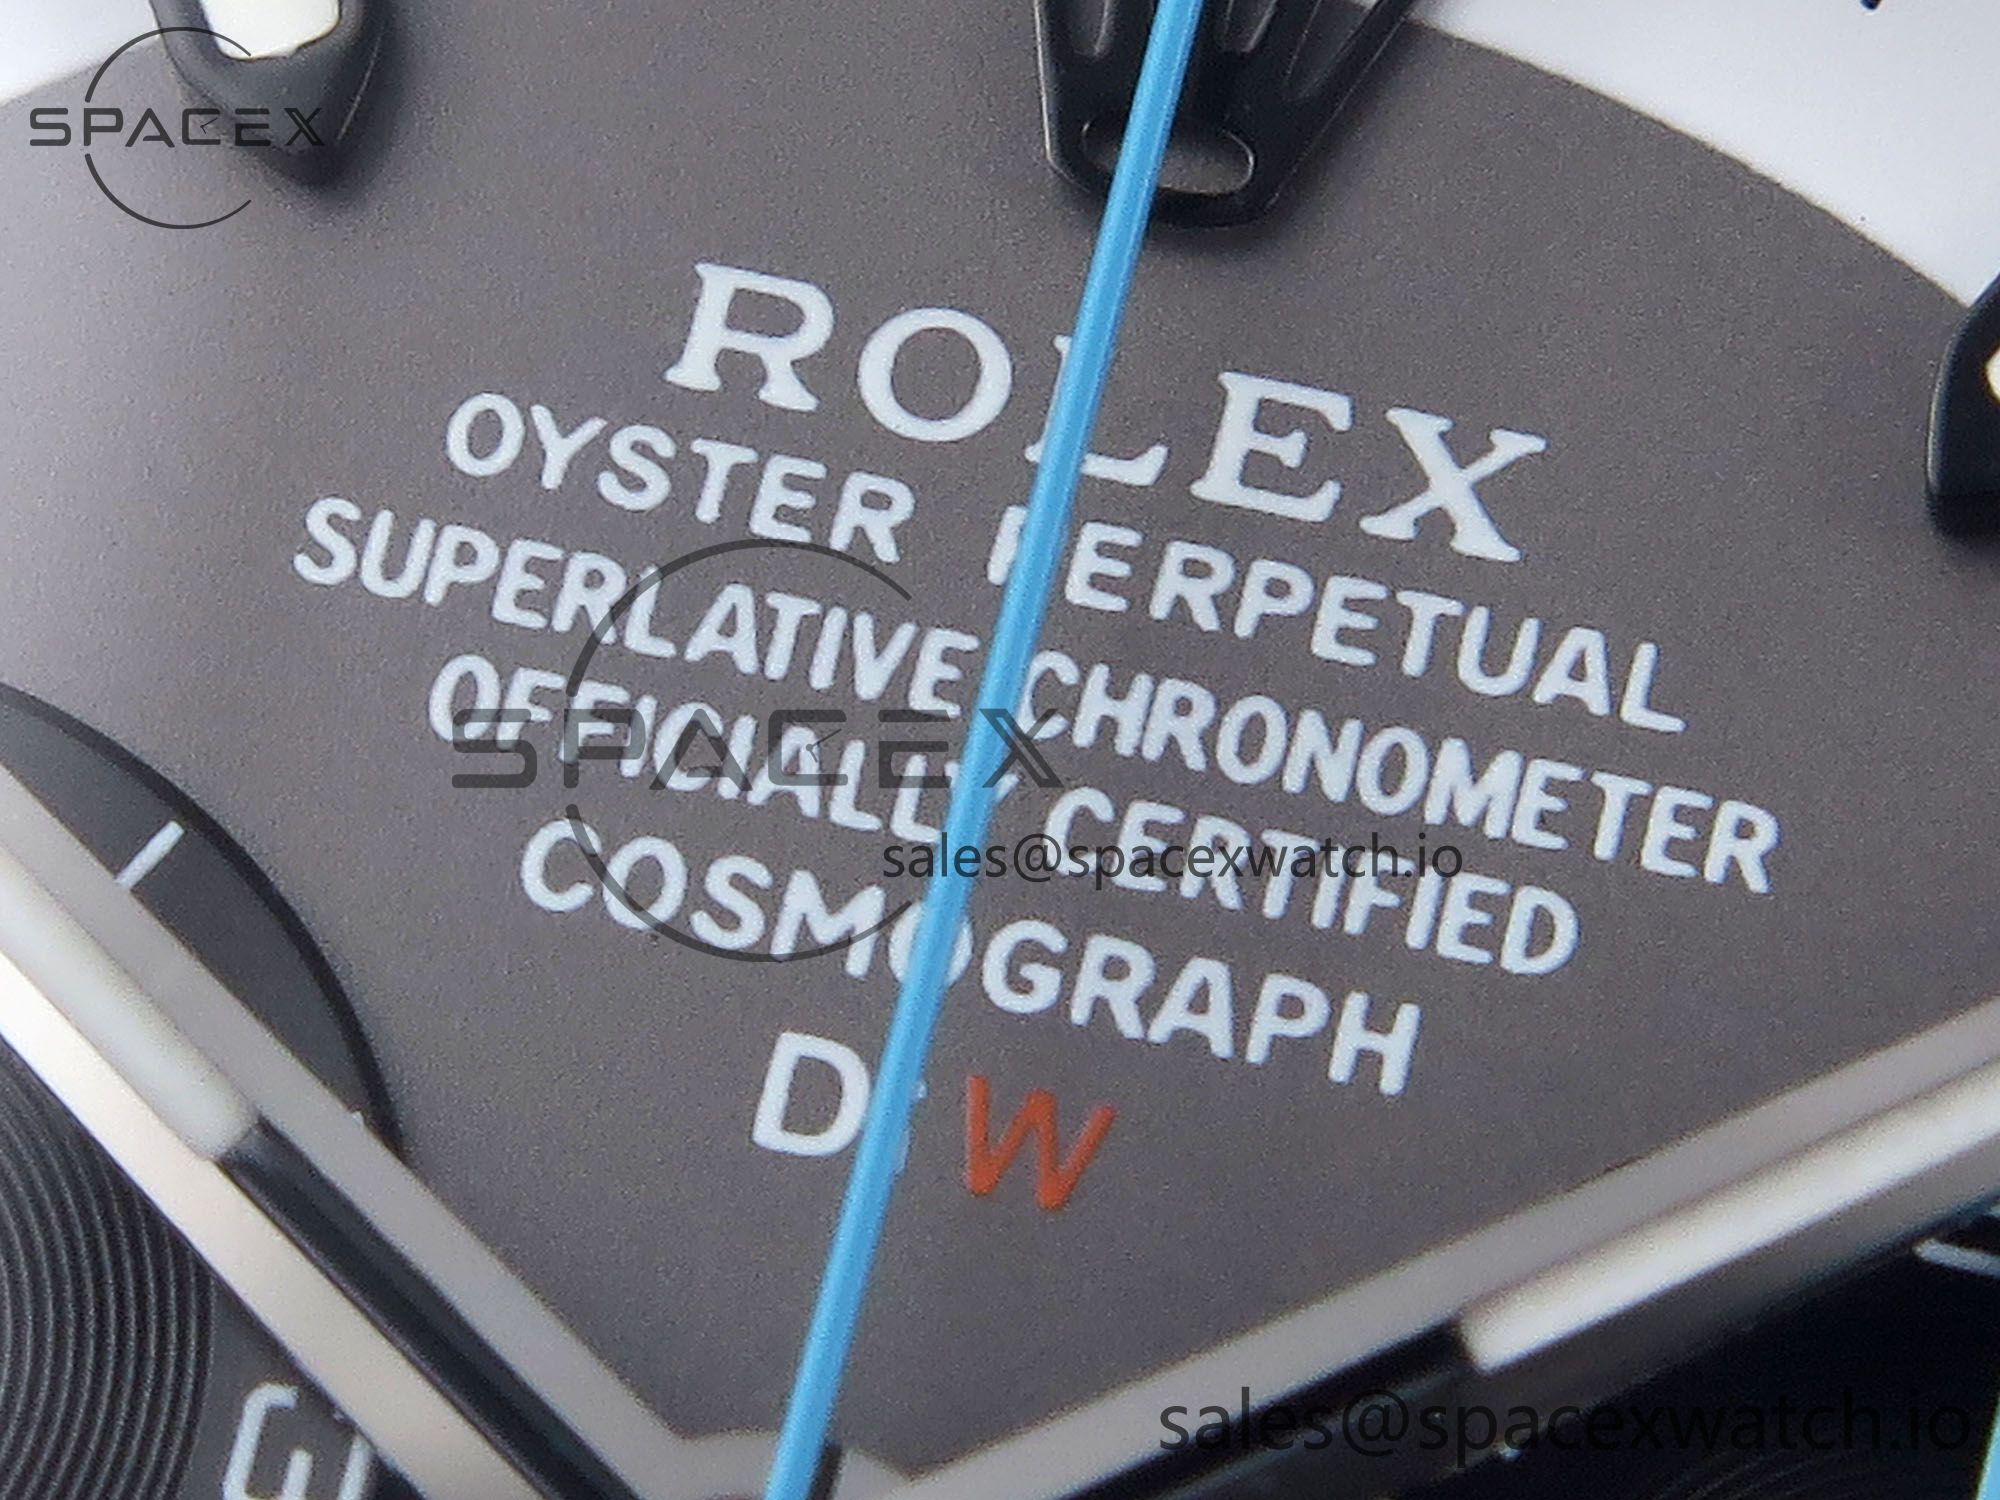 SPACEX
ROLEX
OYSTER PERPETUAL
SUPERLATIVE CHRONOMETER
OFFICIALLY CERTIFIED
COSMOGRAPH
SPACEX
sales@spacexwatch.io
W
sales@spacexwatch.io